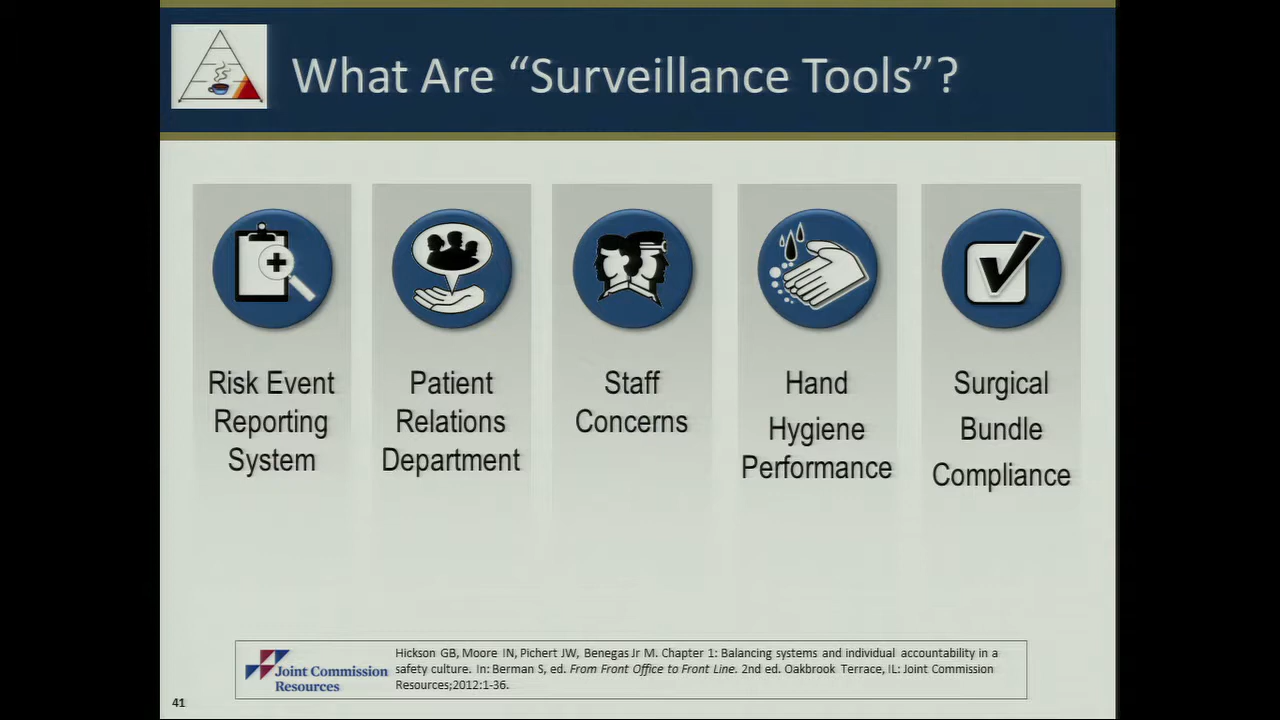 What Are “Surveillance Tools”?
Risk Event
Reporting
System
Patient
Relations
Department
Staff
Concerns
Hand
Hygiene
Performance
Surgical
Bundle
Compliance
Joint Commission
Resources
Hickson GB, Moore IN, Pichert JW, Benegas Jr M. Chapter 1: Balancing systems and individual accountability in a
safety culture. In: Berman S, ed. From Front Office to Front Line. 2nd ed. Oakbrook Terrace, IL: Joint Commission
Resources;2012:1-36.
41